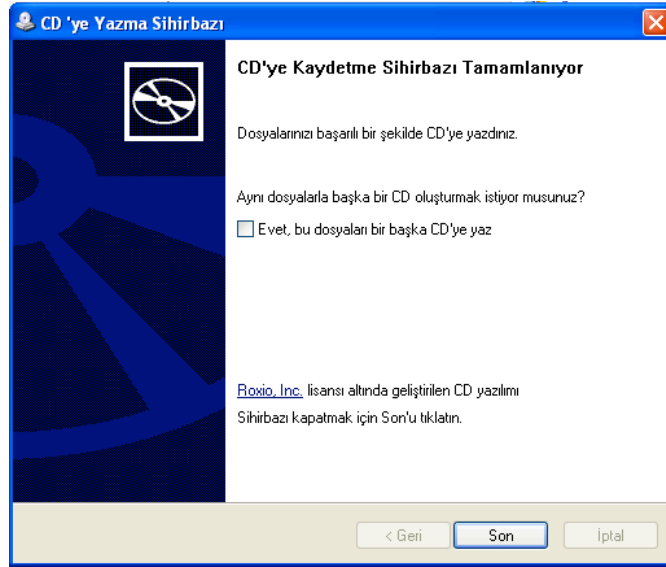 CD 'ye Yazma Sihirbazı
CD'ye Kaydetme Sihirbazı Tamamlanıyor
Dosyalarınızı başarılı bir şekilde CD'ye yazdınız.
Aynı dosyalarla başka bir CD oluşturmak istiyor musunuz?
Evet, bu dosyaları bir başka CD'ye yaz
Roxio, Inc. lisansı altında geliştirilen CD yazılımı
Sihirbazı kapatmak için Son'u tıklatın.
< Geri Son İptal